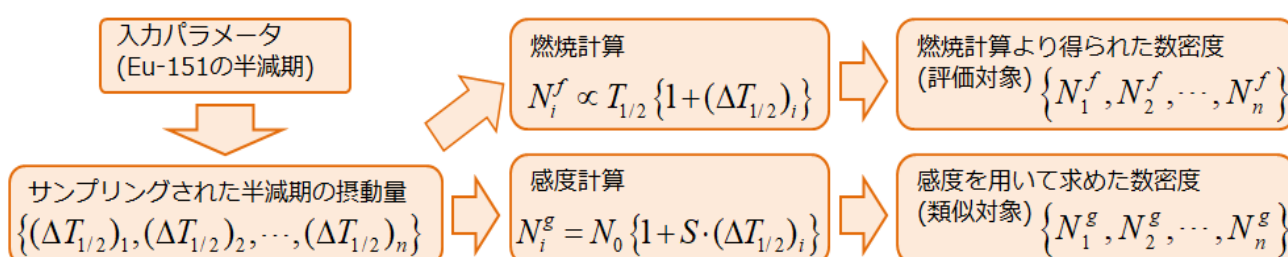 入力パラメータ
(Eu-151の半減期)
サンプリングされた半減期の摂動量
{(ΔT_{1/2})_1,(ΔT_{1/2})_2,⋯,(ΔT_{1/2})_n}
燃焼計算
N_i^f ∝ T_{1/2}{1+(ΔT_{1/2})_i}
燃焼計算より得られた数密度
(評価対象) {N_1^f,N_2^f,⋯,N_n^f}
感度計算
N_i^g = N_0{1+S·(ΔT_{1/2})_i}
感度を用いて求めた数密度
(類似対象) {N_1^g,N_2^g,⋯,N_n^g}